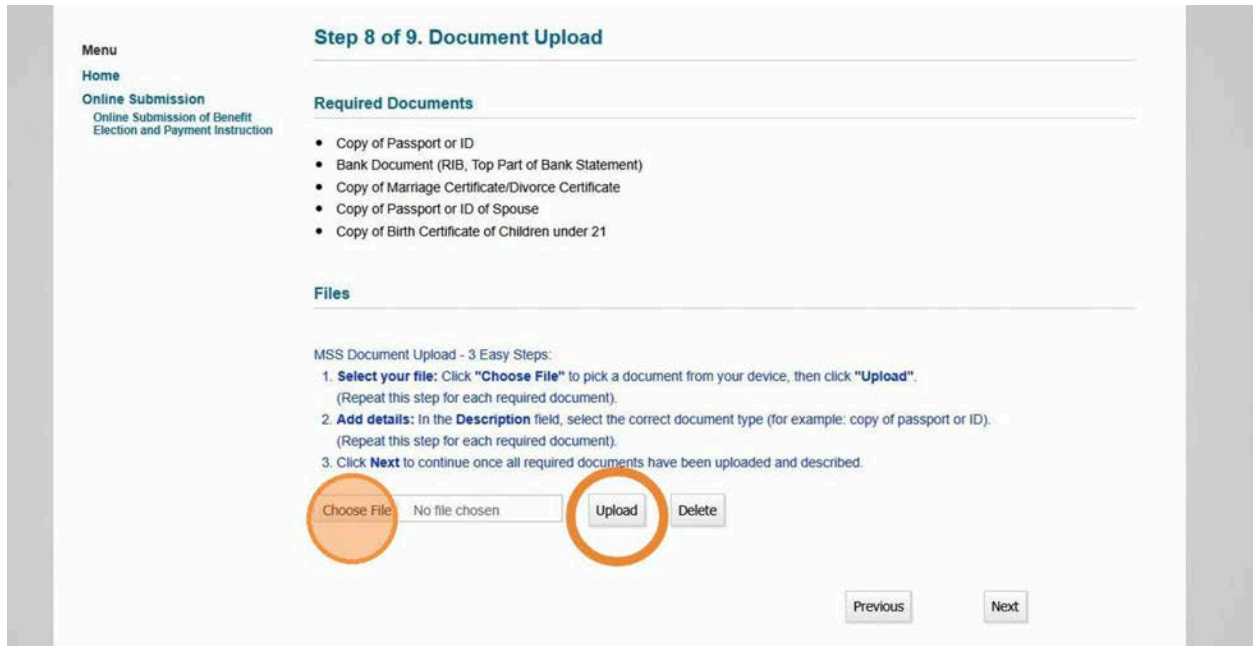 Menu
Home
Online Submission
Online Submission of Benefit
Election and Payment Instruction
Step 8 of 9. Document Upload
Required Documents
• Copy of Passport or ID
• Bank Document (RIB, Top Part of Bank Statement)
• Copy of Marriage Certificate/Divorce Certificate
• Copy of Passport or ID of Spouse
• Copy of Birth Certificate of Children under 21
Files
MSS Document Upload - 3 Easy Steps:
1. Select your file: Click "Choose File" to pick a document from your device, then click "Upload".
(Repeat this step for each required document).
2. Add details: In the Description field, select the correct document type (for example: copy of passport or ID).
(Repeat this step for each required document).
3. Click Next to continue once all required documents have been uploaded and described.
Choose File No file chosen Upload Delete
Previous Next